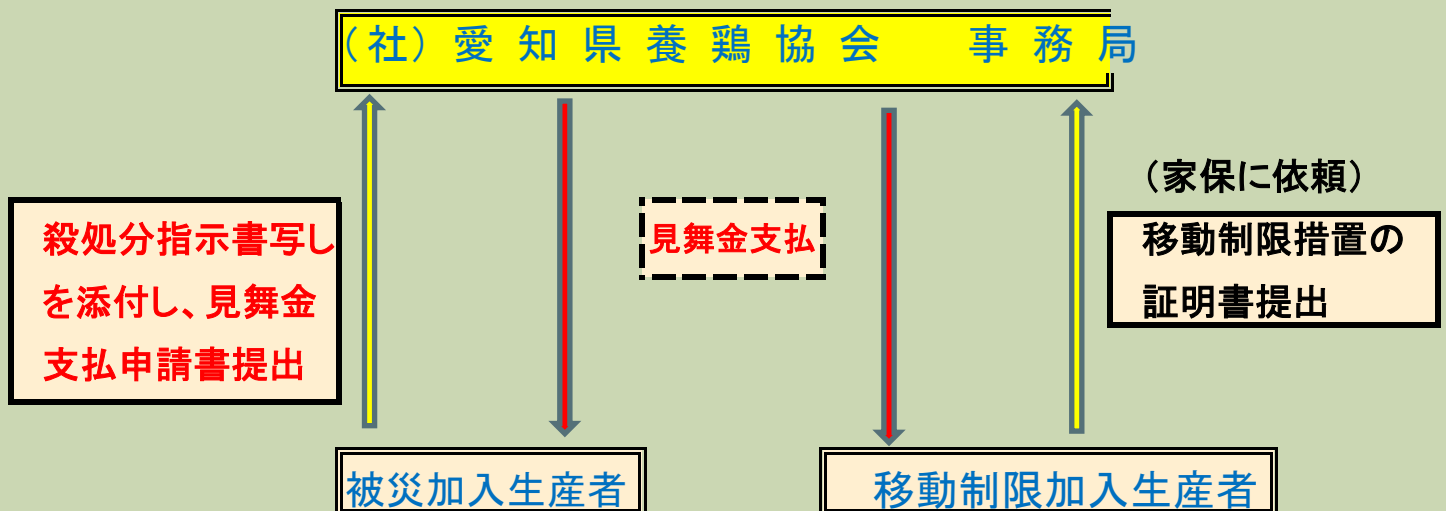 (社)愛知県養鶏協会　事務局
(家保に依頼)
殺処分指示書写し
を添付し、見舞金
支払申請書提出
見舞金支払
移動制限措置の
証明書提出
被災加入生産者
移動制限加入生産者